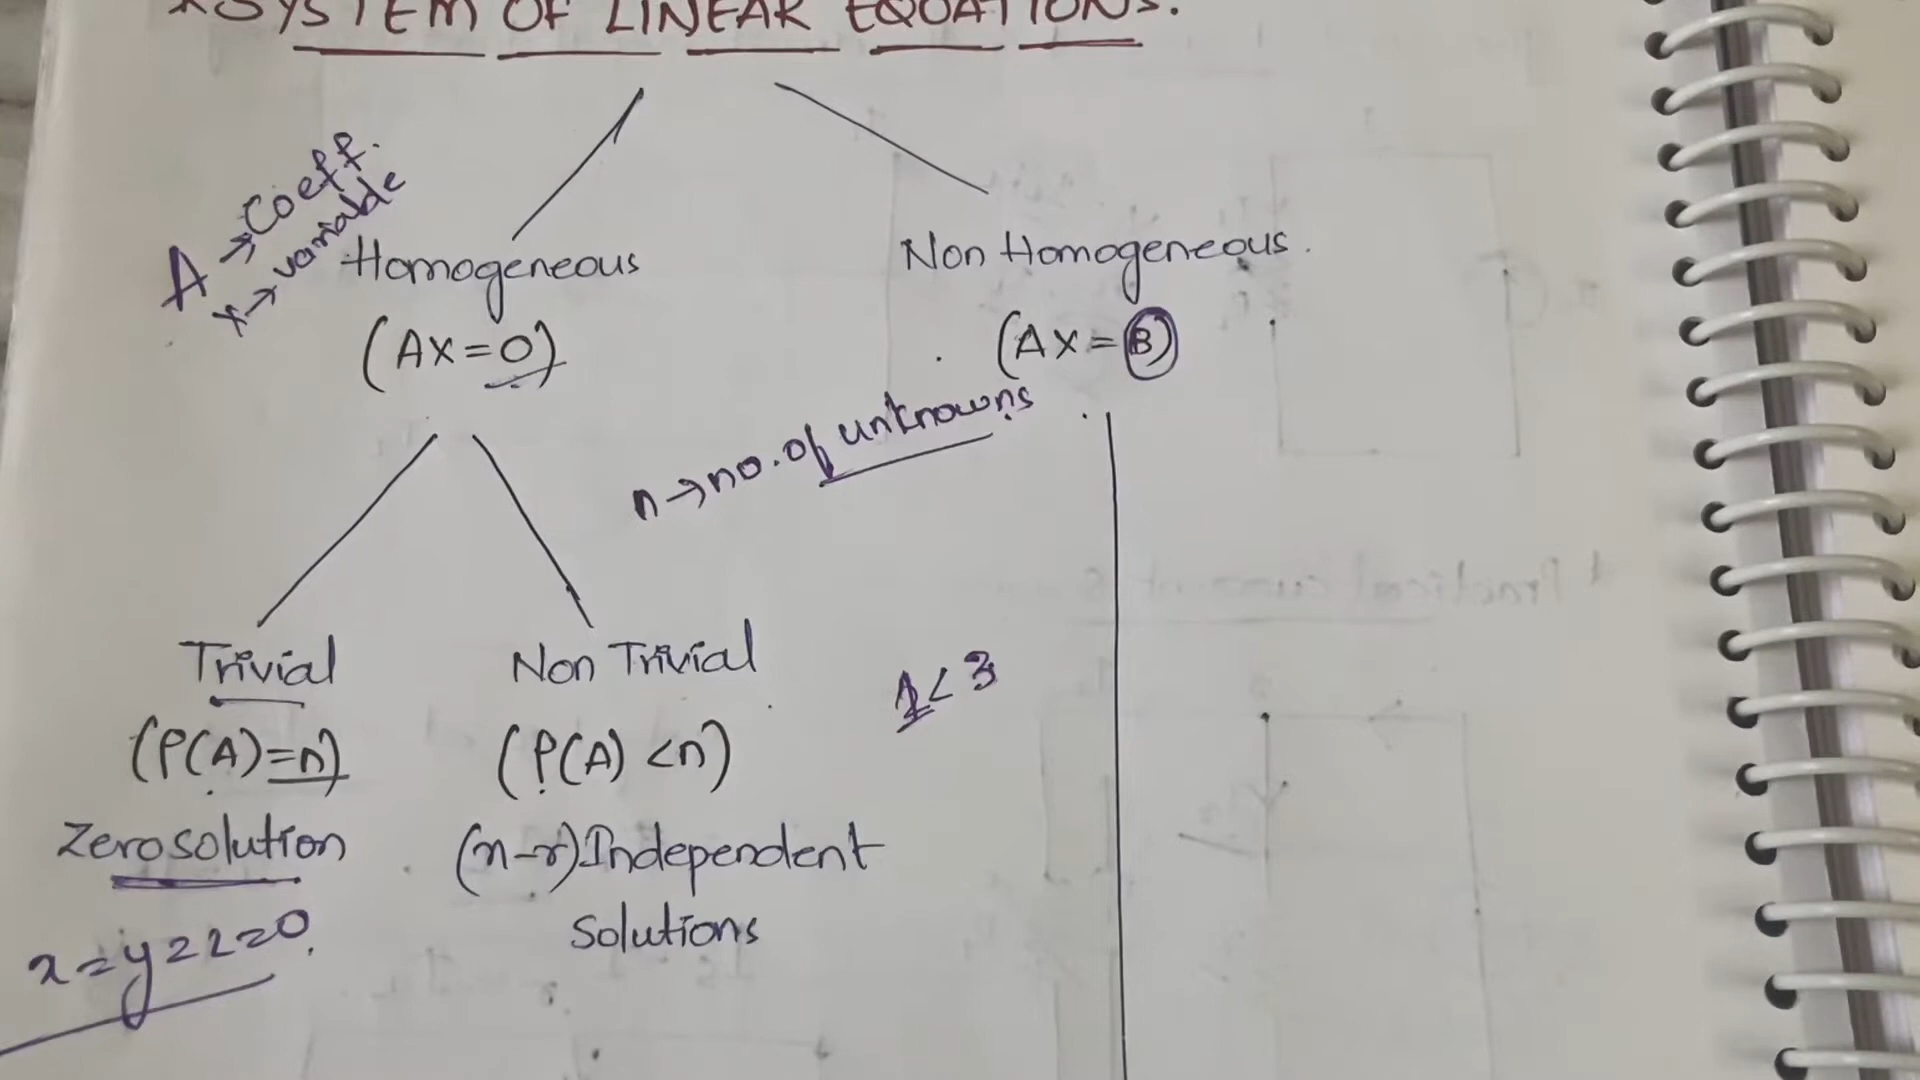 SYSTEM OF LINEAR EQUATIONS.
A → Coeff.
X → variable
Homogeneous
(AX=0)
Non Homogeneous.
(AX=B)
n → no. of unknowns
Trivial
(ρ(A)=n)
Zero solution
x=y=z=0.
Non Trivial
(ρ(A) <n)
(n-r) Independent
Solutions
< 3